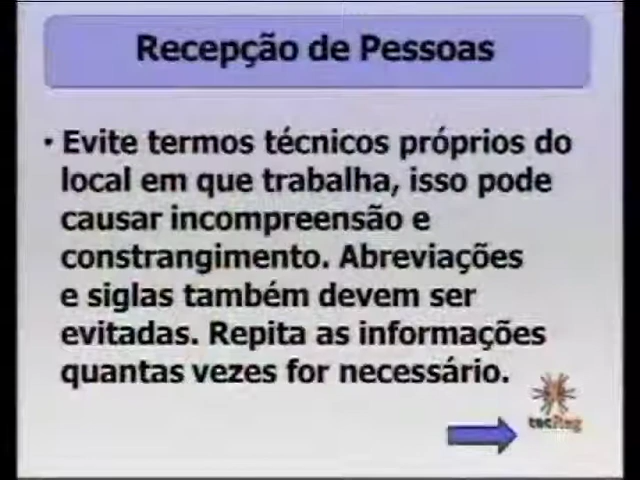 Recepção de Pessoas
• Evite termos técnicos próprios do
local em que trabalha, isso pode
causar incompreensão e
constrangimento. Abreviações
e siglas também devem ser
evitadas. Repita as informações
quantas vezes for necessário.